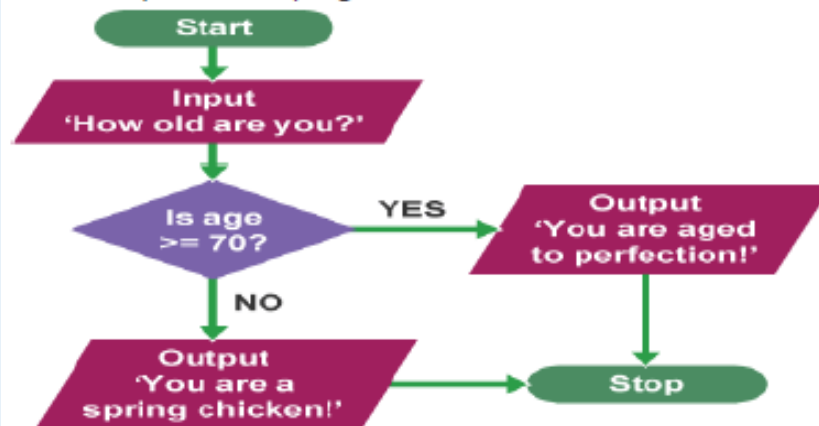 Start
Input
‘How old are you?’
Is age
>= 70?
YES
Output
‘You are aged
to perfection!’
NO
Output
‘You are a
spring chicken!’
Stop